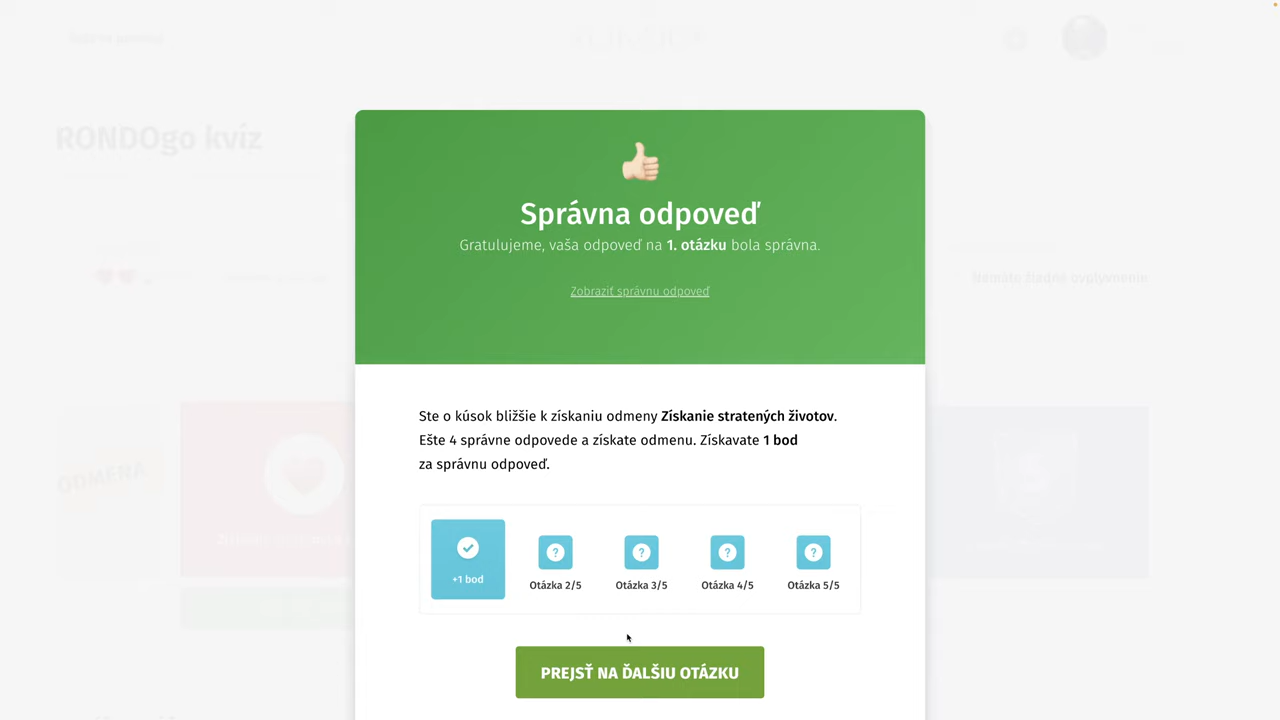 RONDOgo kvíz
Nemáte žiadne ovplyvnenie
ODMENA
Správna odpoveď
Gratulujeme, vaša odpoveď na 1. otázku bola správna.
Zobraziť správnu odpoveď
Ste o kúsok bližšie k získaniu odmeny Získanie stratených životov.
Ešte 4 správne odpovede a získate odmenu. Získavate 1 bod
za správnu odpoveď.
+1 bod
Otázka 2/5
Otázka 3/5
Otázka 4/5
Otázka 5/5
PREJSŤ NA ĎALŠIU OTÁZKU